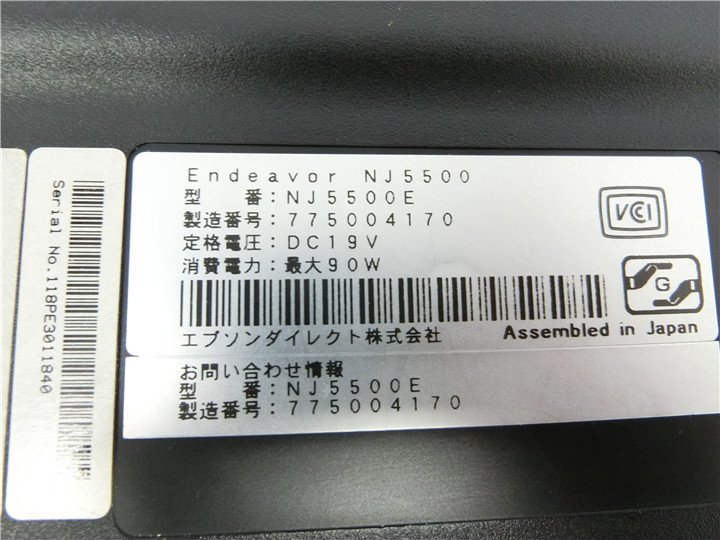 Serial No.118PE3011840
Endeavor NJ5500
型　番：NJ5500E
製造番号：775004170
定格電圧：DC19V
消費電力：最大90W
エプソンダイレクト株式会社
VCCI
G
Assembled in Japan
お問い合わせ情報
型　番：NJ5500E
製造番号：775004170